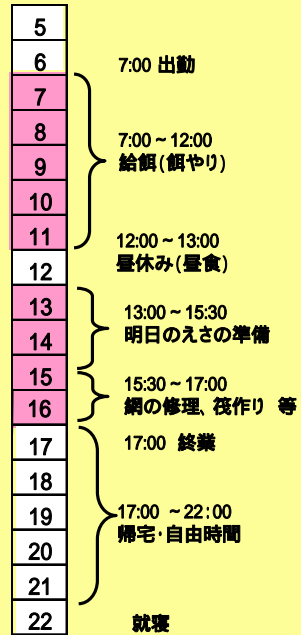 5
6
7:00 出勤
7
8
7:00～12:00
9
給餌(餌やり)
10
11
12:00～13:00
12
昼休み(昼食)
13
13:00～15:30
14
明日のえさの準備
15
15:30～17:00
16
網の修理、筏作り 等
17
17:00 終業
18
19
17:00 ～22:00
帰宅・自由時間
20
21
22
就寝